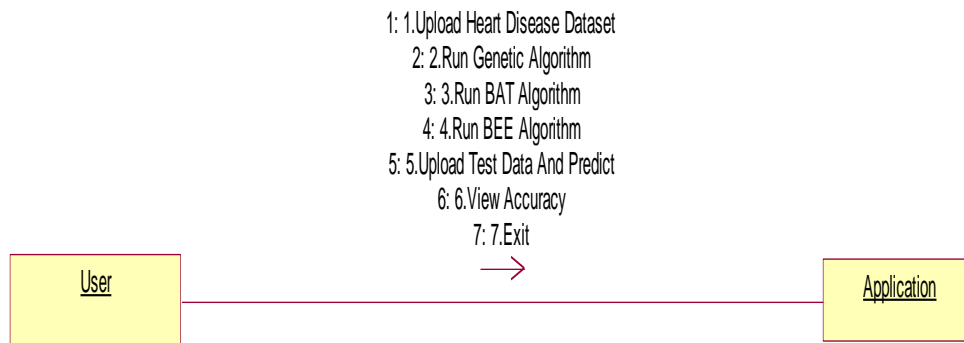 1: 1.Upload Heart Disease Dataset
2: 2.Run Genetic Algorithm
3: 3.Run BAT Algorithm
4: 4.Run BEE Algorithm
5: 5.Upload Test Data And Predict
6: 6.View Accuracy
7: 7.Exit
User
Application